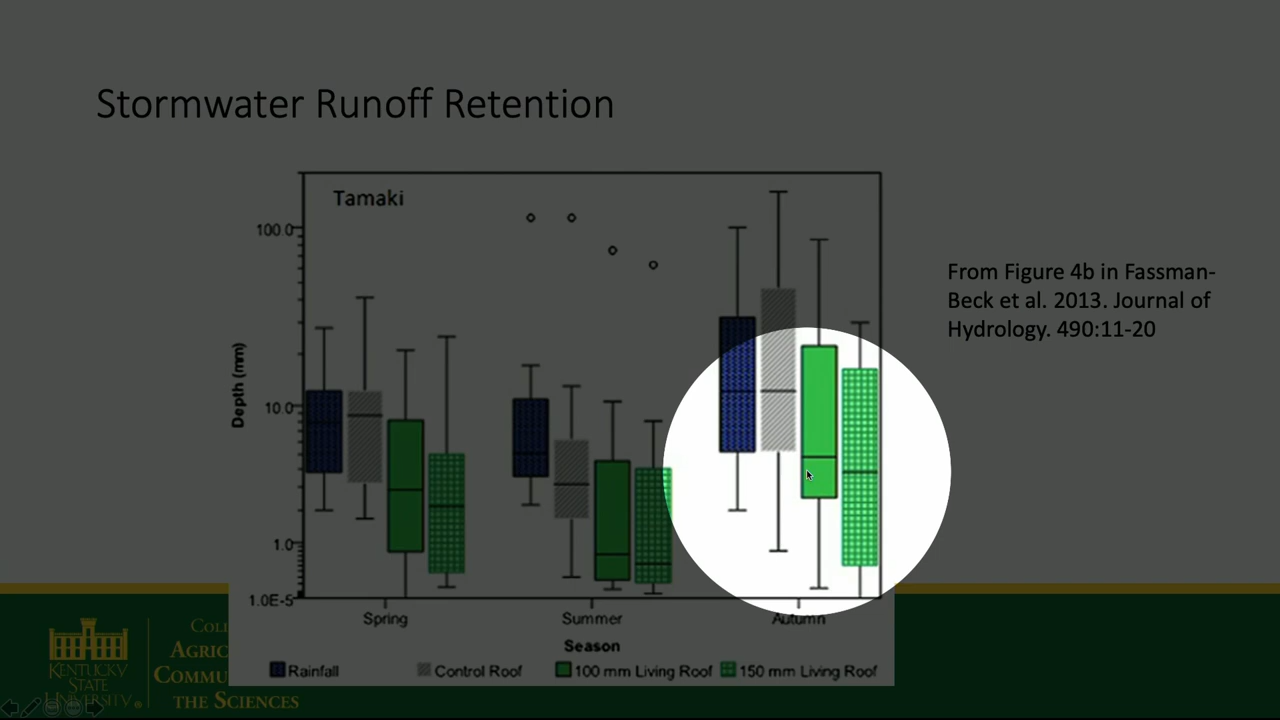 Stormwater Runoff Retention
Tamaki
100.0
10.0
1.0
1.0E-5
Depth (mm)
Spring
Summer
Autumn
Season
Rainfall
Control Roof
100 mm Living Roof
150 mm Living Roof
From Figure 4b in Fassman-
Beck et al. 2013. Journal of
Hydrology. 490:11-20
KENTUCKY
STATE
UNIVERSITY®
COLL
AGRIC
COMMU
THE SCIENCES